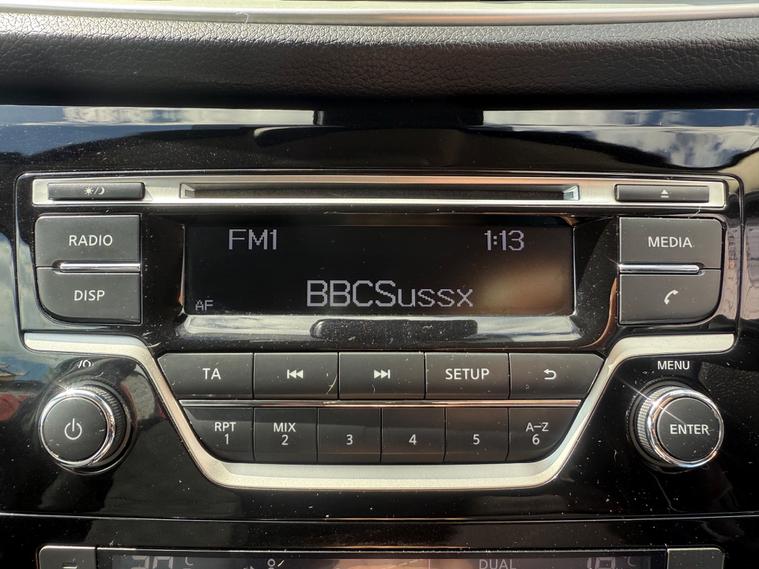 RADIO
FM1 1:13
MEDIA
DISP
AF
BBCSussx
TA
SETUP
MENU
RPT MIX A–Z
1 2 3 4 5 6
ENTER
DUAL